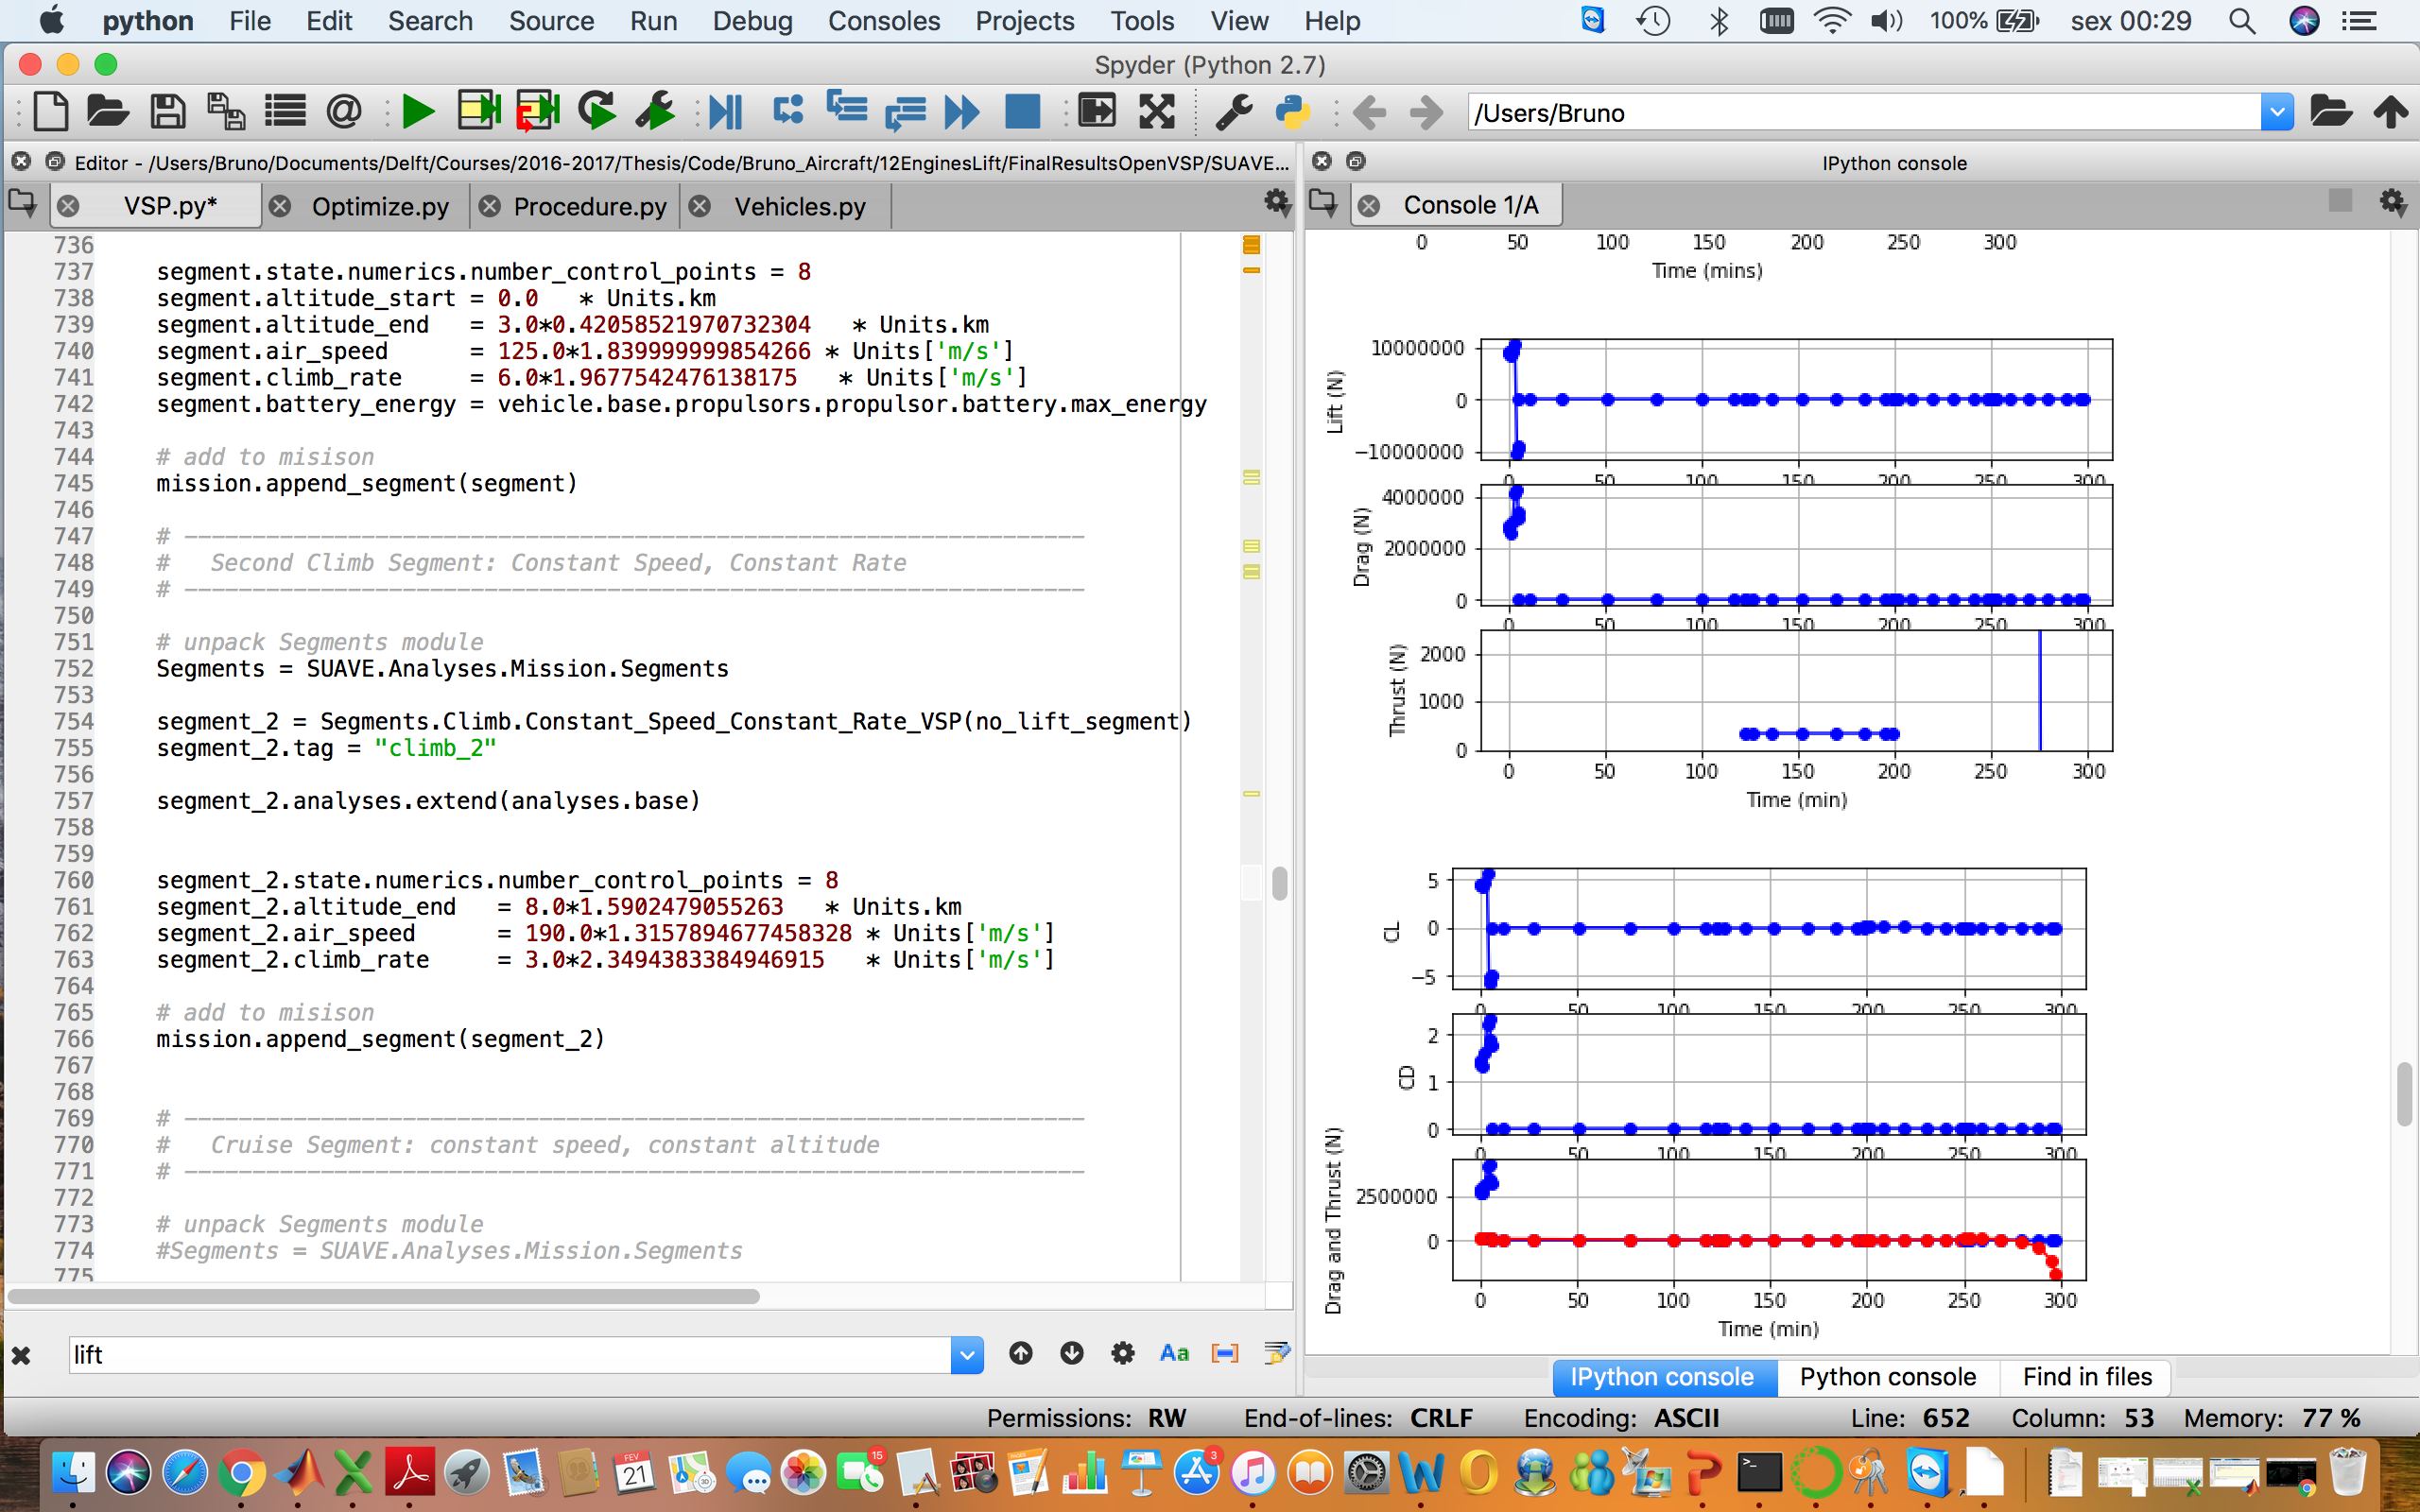 python File Edit Search Source Run Debug Consoles Projects Tools View Help 100% sex 00:29
Spyder (Python 2.7)
/Users/Bruno
Editor - /Users/Bruno/Documents/Delft/Courses/2016-2017/Thesis/Code/Bruno_Aircraft/12EnginesLift/FinalResultsOpenVSP/SUAVE...
VSP.py* Optimize.py Procedure.py Vehicles.py
736
737 segment.state.numerics.number_control_points = 8
738 segment.altitude_start = 0.0 * Units.km
739 segment.altitude_end = 3.0*0.42058521970732304 * Units.km
740 segment.air_speed = 125.0*1.839999999854266 * Units['m/s']
741 segment.climb_rate = 6.0*1.9677542476138175 * Units['m/s']
742 segment.battery_energy = vehicle.base.propulsors.propulsor.battery.max_energy
743
744 # add to misison
745 mission.append_segment(segment)
746
747 # ------------------------------------------------------------------
748 # Second Climb Segment: Constant Speed, Constant Rate
749 # ------------------------------------------------------------------
750
751 # unpack Segments module
752 Segments = SUAVE.Analyses.Mission.Segments
753
754 segment_2 = Segments.Climb.Constant_Speed_Constant_Rate_VSP(no_lift_segment)
755 segment_2.tag = "climb_2"
756
757 segment_2.analyses.extend(analyses.base)
758
759
760 segment_2.state.numerics.number_control_points = 8
761 segment_2.altitude_end = 8.0*1.5902479055263 * Units.km
762 segment_2.air_speed = 190.0*1.3157894677458328 * Units['m/s']
763 segment_2.climb_rate = 3.0*2.3494383384946915 * Units['m/s']
764
765 # add to misison
766 mission.append_segment(segment_2)
767
768
769 # ------------------------------------------------------------------
770 # Cruise Segment: constant speed, constant altitude
771 # ------------------------------------------------------------------
772
773 # unpack Segments module
774 #Segments = SUAVE.Analyses.Mission.Segments
775
lift
Aa
IPython console
Console 1/A
0 50 100 150 200 250 300
Time (mins)
Lift (N)
10000000
0
−10000000
0 50 100 150 200 250 300
Drag (N)
4000000
2000000
0
0 50 100 150 200 250 300
Thrust (N)
2000
1000
0
0 50 100 150 200 250 300
Time (min)
CL
5
0
−5
0 50 100 150 200 250 300
CD
2
1
0
0 50 100 150 200 250 300
Drag and Thrust (N)
2500000
0
0 50 100 150 200 250 300
Time (min)
IPython console Python console Find in files
Permissions: RW End-of-lines: CRLF Encoding: ASCII Line: 652 Column: 53 Memory: 77 %
FEV
21
15
3